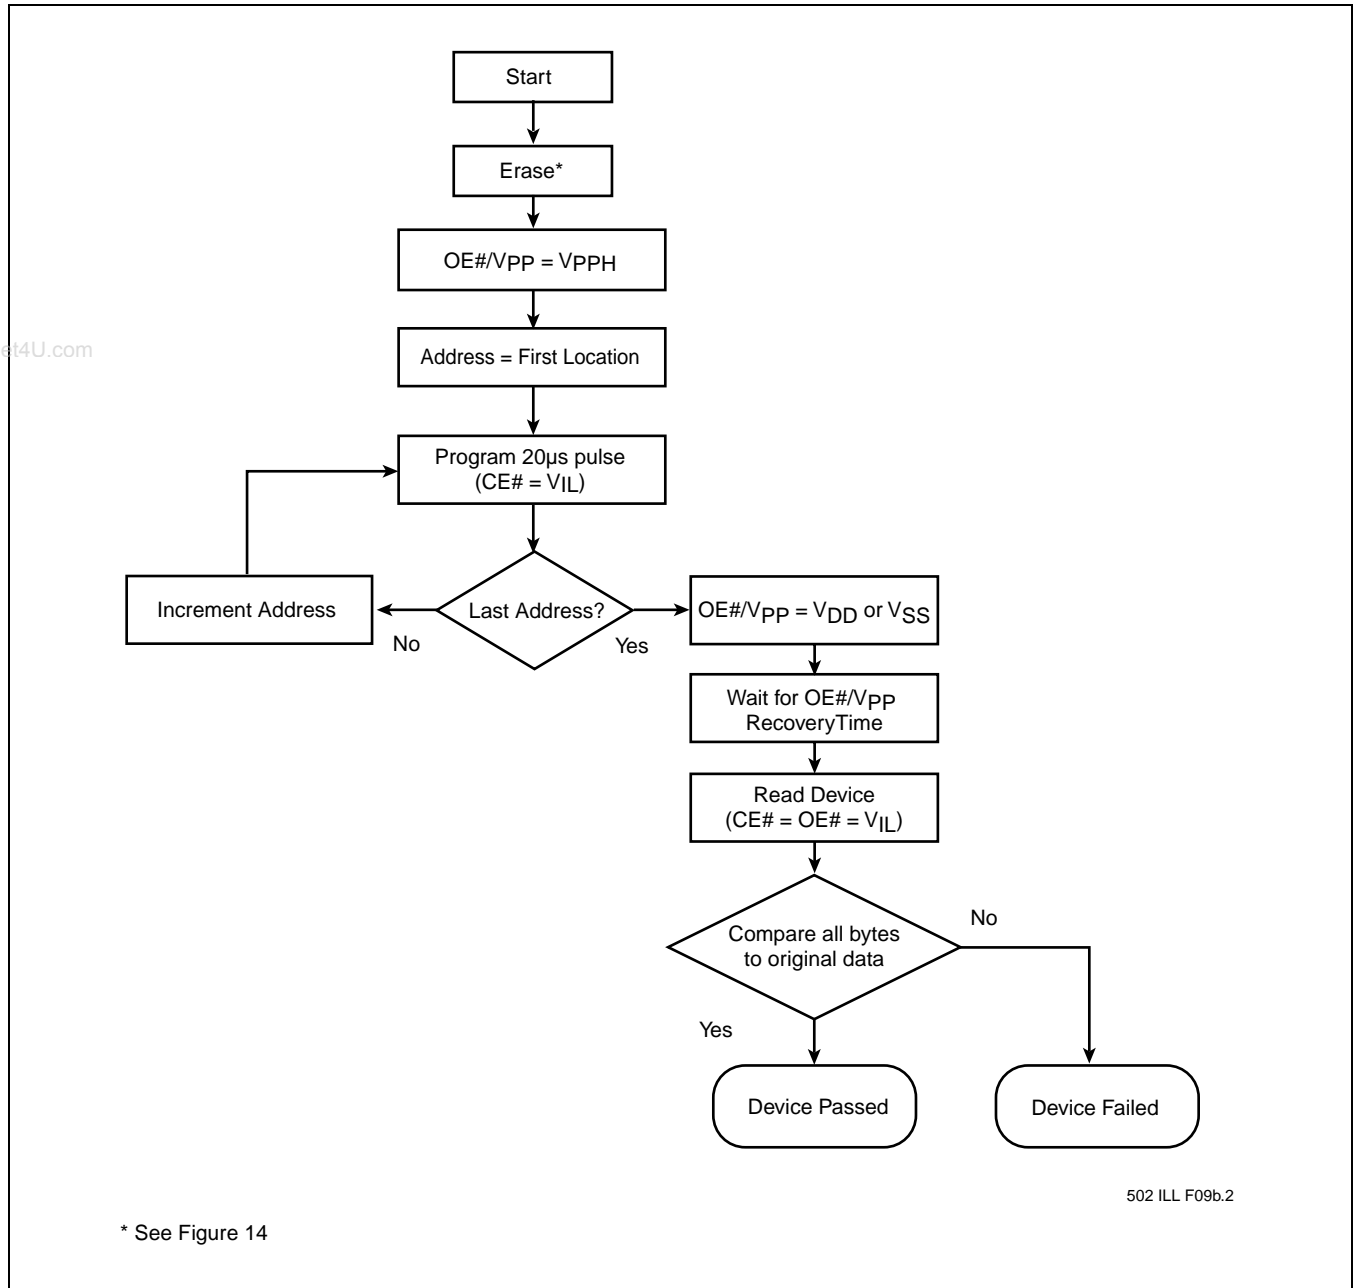 Start
Erase*
OE#/VPP = VPPH
et4U.com
Address = First Location
Program 20µs pulse
(CE# = VIL)
Increment Address
Last Address?
OE#/VPP = VDD or VSS
No
Yes
Wait for OE#/VPP
RecoveryTime
Read Device
(CE# = OE# = VIL)
No
Compare all bytes
to original data
Yes
Device Passed
Device Failed
502 ILL F09b.2
* See Figure 14